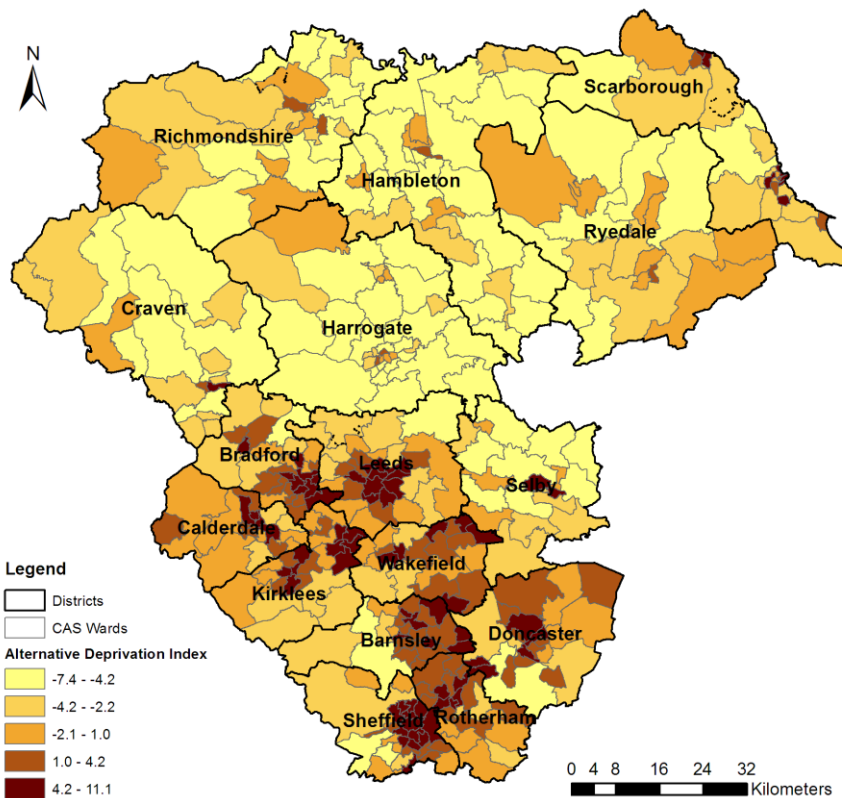 N
Scarborough
Richmondshire
Hambleton
Ryedale
Craven
Harrogate
Bradford
Leeds
Selby
Calderdale
Wakefield
Kirklees
Barnsley
Doncaster
Sheffield
Rotherham
Legend
Districts
CAS Wards
Alternative Deprivation Index
-7.4 - -4.2
-4.2 - -2.2
-2.1 - 1.0
1.0 - 4.2
4.2 - 11.1
0 4 8 16 24 32
Kilometers